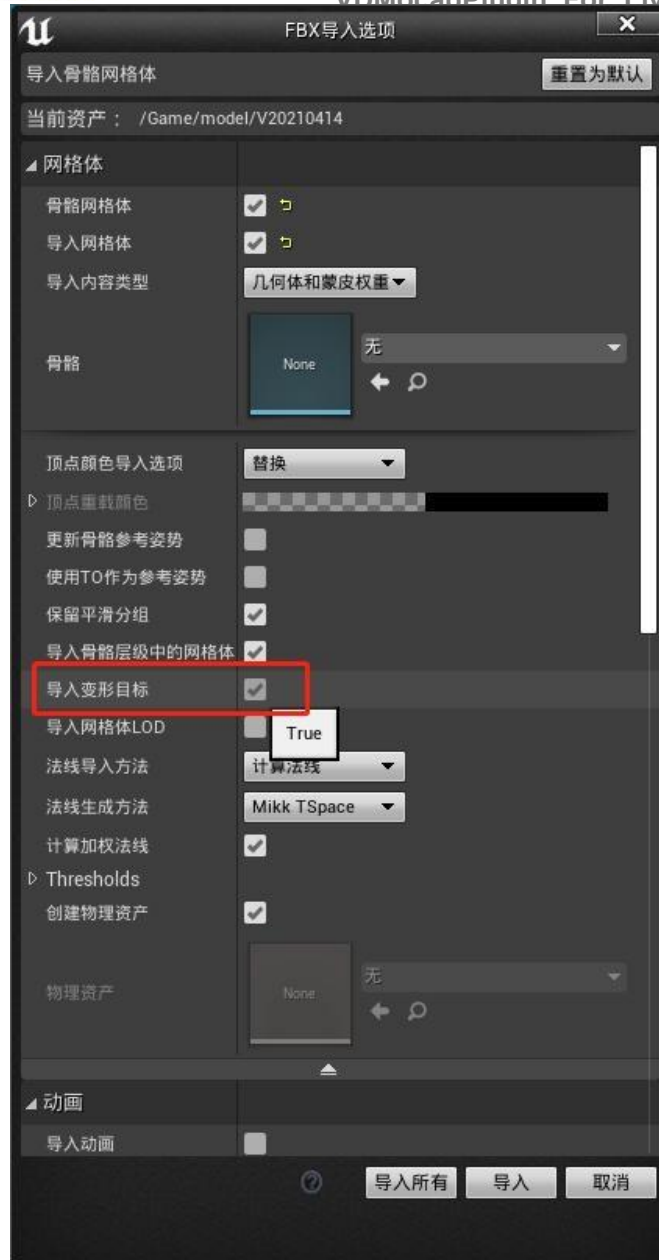 FBX导入选项
导入骨骼网格体
重置为默认
当前资产： /Game/model/V20210414
网格体
骨骼网格体
导入网格体
导入内容类型 几何体和蒙皮权重
骨骼 None 无
顶点颜色导入选项 替换
顶点重载颜色
更新骨骼参考姿势
使用T0作为参考姿势
保留平滑分组
导入骨骼层级中的网格体
导入变形目标
导入网格体LOD
True
法线导入方法 计算法线
法线生成方法 Mikk TSpace
计算加权法线
Thresholds
创建物理资产
物理资产 None 无
动画
导入动画
导入所有 导入 取消